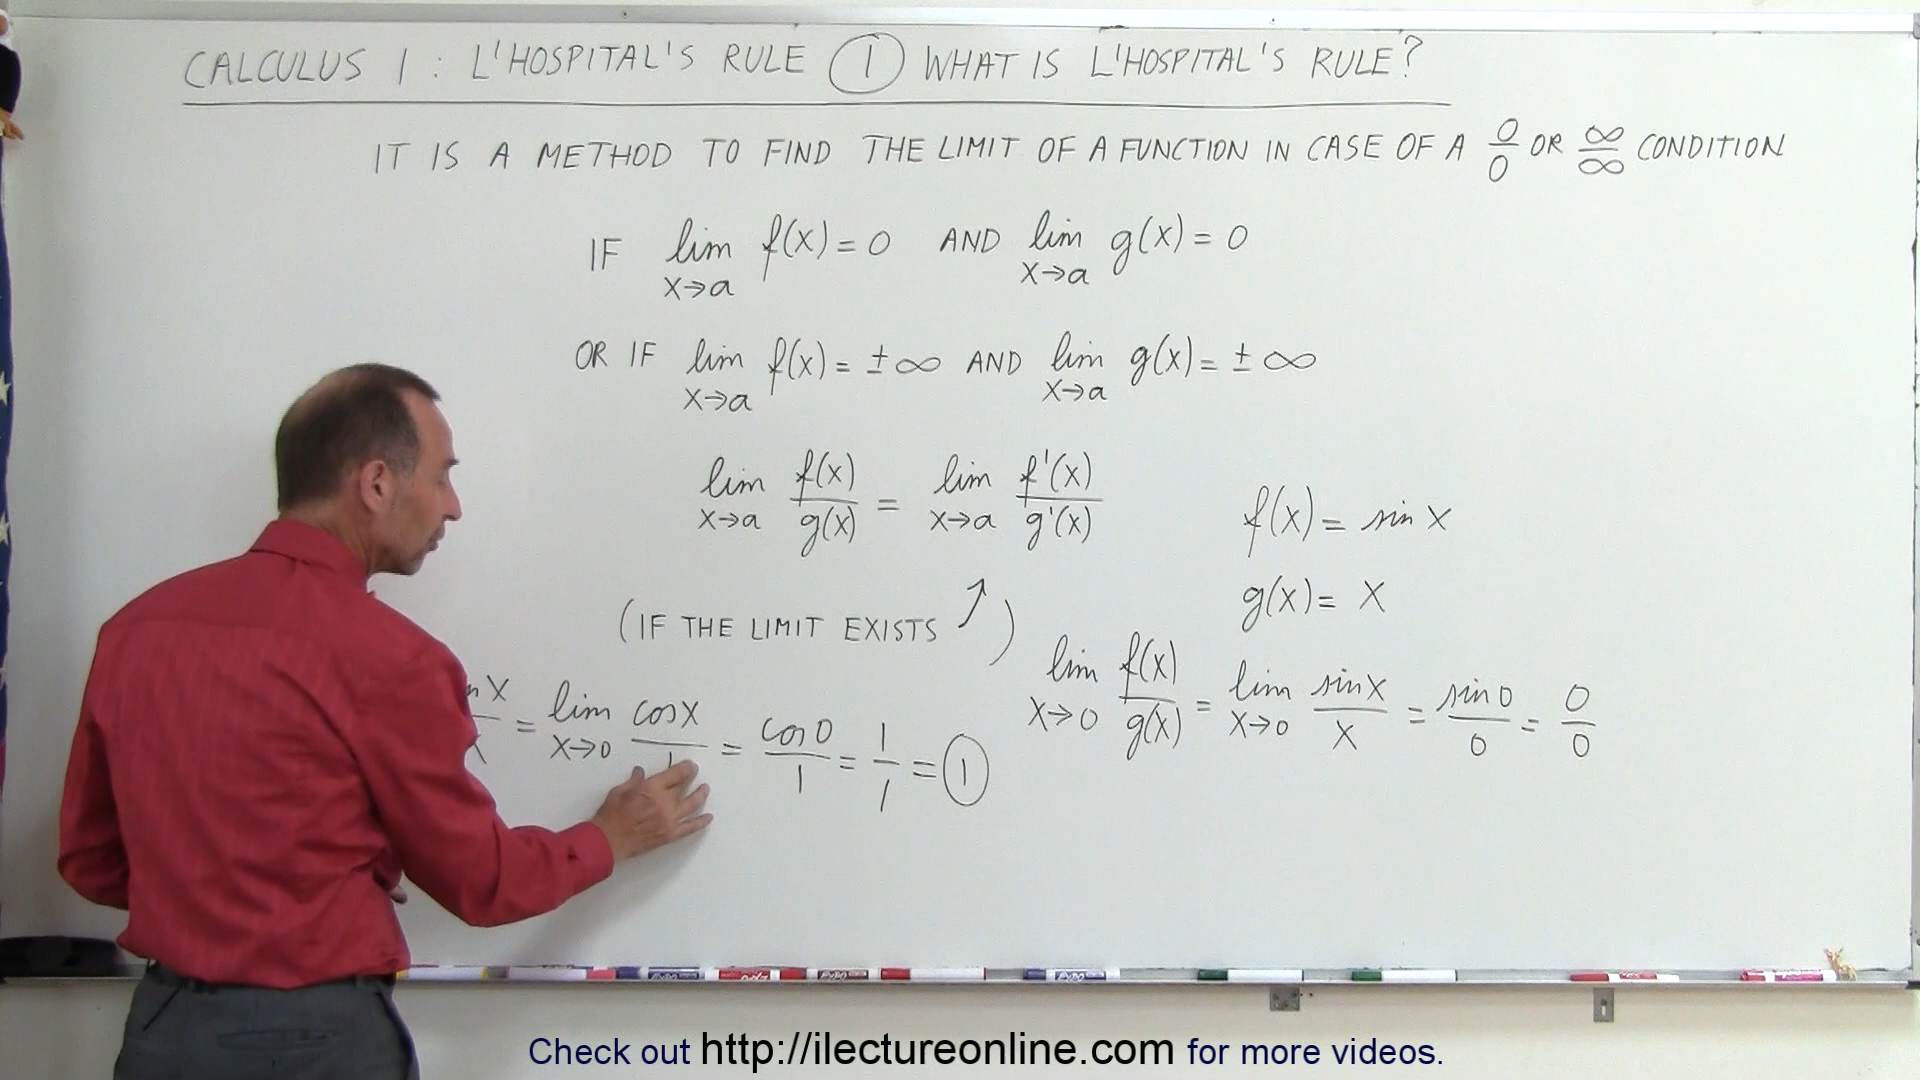 CALCULUS 1 : L'HOSPITAL'S RULE ① WHAT IS L'HOSPITAL'S RULE?
IT IS A METHOD TO FIND THE LIMIT OF A FUNCTION IN CASE OF A 0/0 OR ∞/∞ CONDITION
IF lim x→a f(x) = 0 AND lim x→a g(x) = 0
OR IF lim x→a f(x) = ± ∞ AND lim x→a g(x) = ± ∞
lim x→a f(x)/g(x) = lim x→a f'(x)/g'(x)
(IF THE LIMIT EXISTS ↗)
f(x) = sin x
g(x) = x
lim x→0 f(x)/g(x) = lim x→0 sin x/x = sin 0/0 = 0/0
= lim x→0 cos x/1 = cos 0/1 = 1/1 = ①
Check out http://ilectureonline.com for more videos.